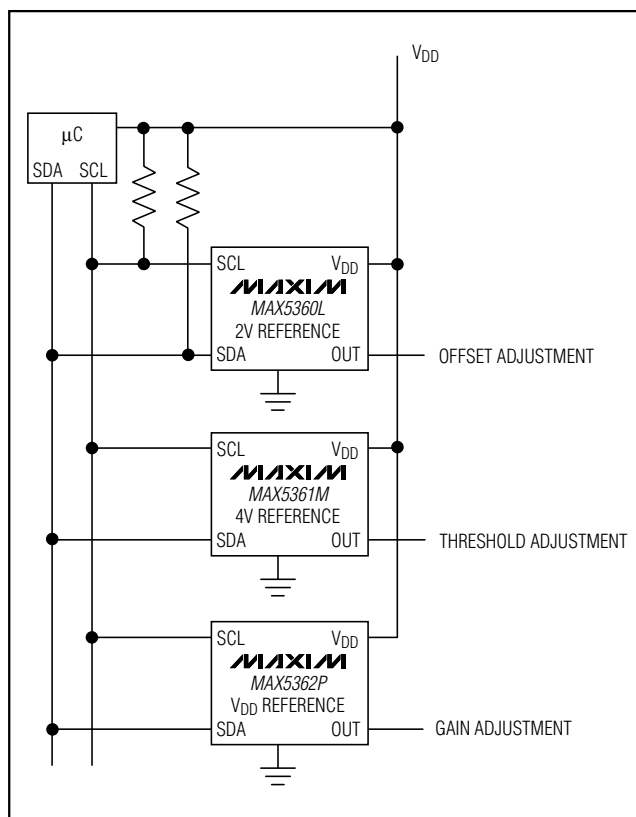 VDD
μC
SDA SCL
SCL VDD
MAXIM
MAX5360L
2V REFERENCE
SDA OUT
OFFSET ADJUSTMENT
SCL VDD
MAXIM
MAX5361M
4V REFERENCE
SDA OUT
THRESHOLD ADJUSTMENT
SCL VDD
MAXIM
MAX5362P
VDD REFERENCE
SDA OUT
GAIN ADJUSTMENT